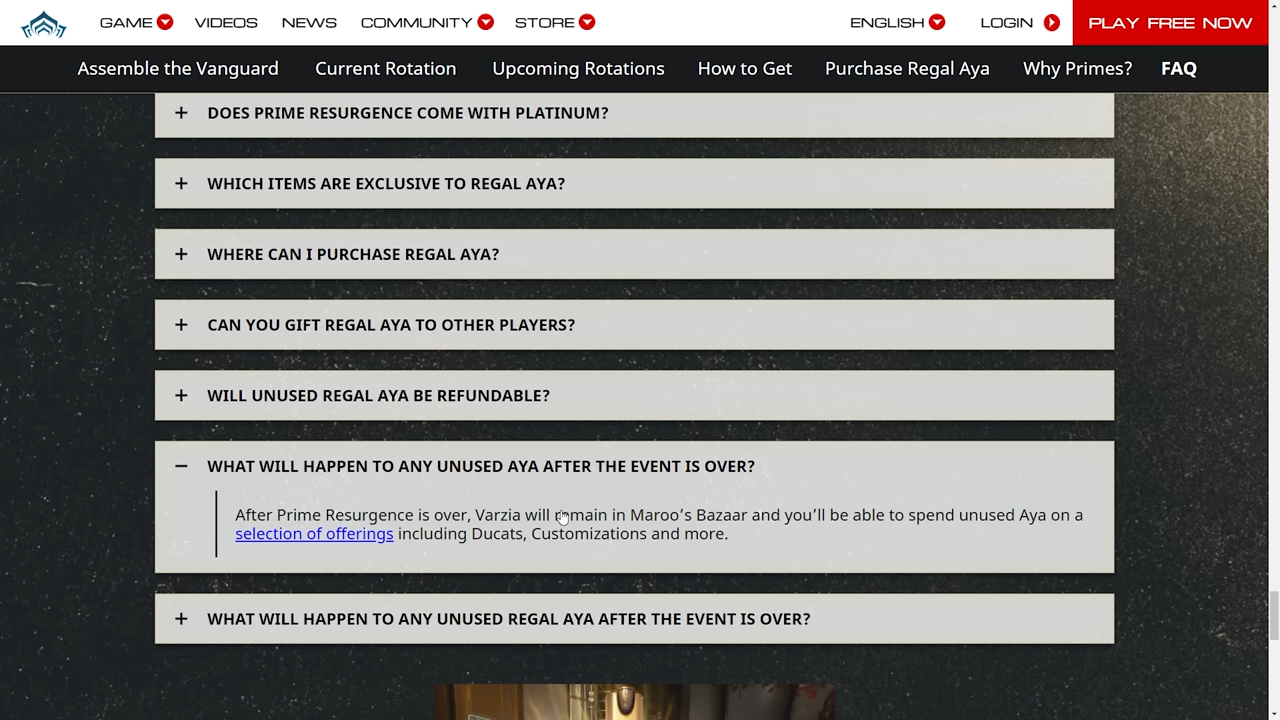 GAME VIDEOS NEWS COMMUNITY STORE ENGLISH LOGIN PLAY FREE NOW
Assemble the Vanguard Current Rotation Upcoming Rotations How to Get Purchase Regal Aya Why Primes? FAQ
+ DOES PRIME RESURGENCE COME WITH PLATINUM?
+ WHICH ITEMS ARE EXCLUSIVE TO REGAL AYA?
+ WHERE CAN I PURCHASE REGAL AYA?
+ CAN YOU GIFT REGAL AYA TO OTHER PLAYERS?
+ WILL UNUSED REGAL AYA BE REFUNDABLE?
− WHAT WILL HAPPEN TO ANY UNUSED AYA AFTER THE EVENT IS OVER?
After Prime Resurgence is over, Varzia will remain in Maroo’s Bazaar and you’ll be able to spend unused Aya on a
selection of offerings including Ducats, Customizations and more.
+ WHAT WILL HAPPEN TO ANY UNUSED REGAL AYA AFTER THE EVENT IS OVER?